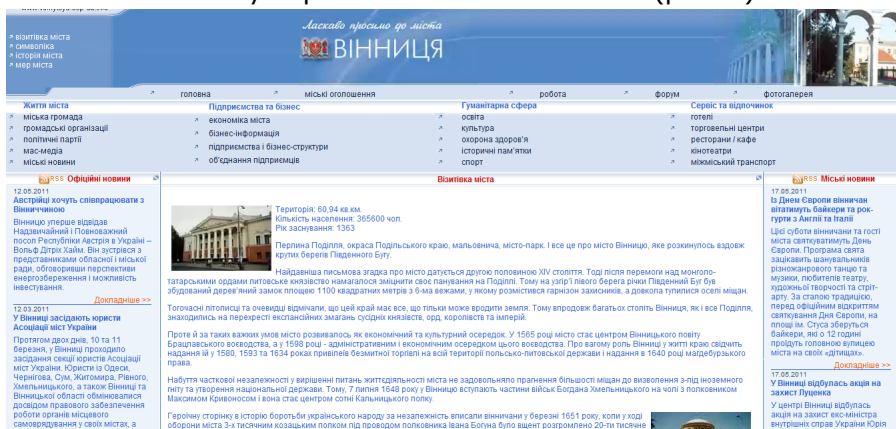 візитівка міста
символіка
історія міста
мер міста
Ласкаво просимо до міста
ВІННИЦЯ
головна
міські оголошення
робота
форум
фотогалерея
Життя міста
міська громада
громадські організації
політичні партії
мас-медіа
міські новини
Підприємства та бізнес
економіка міста
бізнес-інформація
підприємства і бізнес-структури
об'єднання підприємців
Гуманітарна сфера
освіта
культура
охорона здоров'я
історичні пам'ятки
спорт
Сервіс та відпочинок
готелі
торговельні центри
ресторани / кафе
кінотеатри
міжміський транспорт
RSS Офіційні новини
12.05.2011
Австрійці хочуть співпрацювати з
Вінниччиною
Вінницю уперше відвідав
Надзвичайний і Повноважний
посол Республіки Австрія в Україні –
Вольф Дітріх Хайм. Він зустрівся з
представниками обласної і міської
ради, обговоривши перспективи
енергозбереження і можливість
інвестування.
Докладніше >>
12.03.2011
У Вінниці засідають юристи
Асоціації міст України
Протягом двох днів, 10 та 11
березня, у Вінниці проходило
засідання секції юристів Асоціації
міст України. Юристи із Одеси,
Чернігова, Сум, Житомира, Рівного,
Хмельницького, а також Вінниці та
Вінницької області обмінювалися
досвідом правового забезпечення
роботи органів місцевого
самоврядування у своїх містах, а
Візитівка міста
Територія: 60,94 кв.км.
Кількість населення: 365600 чол.
Рік заснування: 1363
Перлина Поділля, окраса Подільського краю, мальовнича, місто-парк. І все це про місто Вінницю, яке розкинулось вздовж
крутих берегів Південного Бугу.
Найдавніша письмова згадка про місто датується другою половиною XIV століття. Тоді після перемоги над монголо-
татарськими ордами литовське князівство намагалося зміцнити своє панування на Поділлі. Тому на узгір'ї лівого берега річки Південний Буг був
збудований дерев'яний замок площею 1100 квадратних метрів з 6-ма вежами, у якому розмістився гарнізон захисників, а довкола тулилися оселі міщан.
Тогочасні літописці та очевидці відмічали, що цей край має все, що тільки може вродити земля. Тому впродовж багатьох століть Вінниця, як і все Поділля,
знаходились на перехресті експансійних змагань сусідніх князівств, орд, королівств та імперій.
Проте й за таких важких умов місто розвивалось як економічний та культурний осередок. У 1565 році місто стає центром Вінницького повіту
Брацлавського воєводства, а у 1598 році - адміністративним і економічним осередком цього воєводства. Про вагому роль Вінниці у житті краю свідчить
надання їй у 1580, 1593 та 1634 роках привілеїв безмитної торгівлі на всій території польсько-литовської держави і надання в 1640 році магдебурзького
права.
Набуття часткової незалежності у вирішенні питань життєдіяльності міста не задовольняло прагнення більшості міщан до визволення з-під іноземного
гніту та утворення національної держави. Тому, 7 липня 1648 року у Вінницю вступають частини військ Богдана Хмельницького на чолі з полковником
Максимом Кривоносом і вона стає центром сотні Кальницького полку.
Героїчну сторінку в історію боротьби українського народу за незалежність вписали вінничани у березні 1651 року, коли у ході
оборони міста 3-х тисячним козацьким полком під проводом полковника Івана Богуна було вщент розгромлено 20-ти тисячне
RSS Міські новини
17.05.2011
Із Днем Європи вінничан
вітатимуть байкери та рок-
гурти з Англії та Італії
Цієї суботи вінничани та гості
міста святкуватимуть День
Європи. Програма свята
зацікавить шанувальників
різножанрового танцю та
музики, любителів театру,
художньої творчості та стріт-
арту. За сталою традицією,
перед офіційним відкриттям
святкування Дня Європи, на
площі ім. Стуса зберуться
байкери, які о 12 годині
проїдуть головною вулицею
міста на своїх «дітищах».
Докладніше >>
17.05.2011
У Вінниці відбулась акція на
захист Луценка
У центрі Вінниці відбулась
акція на захист екс-міністра
внутрішніх справ України Юрія